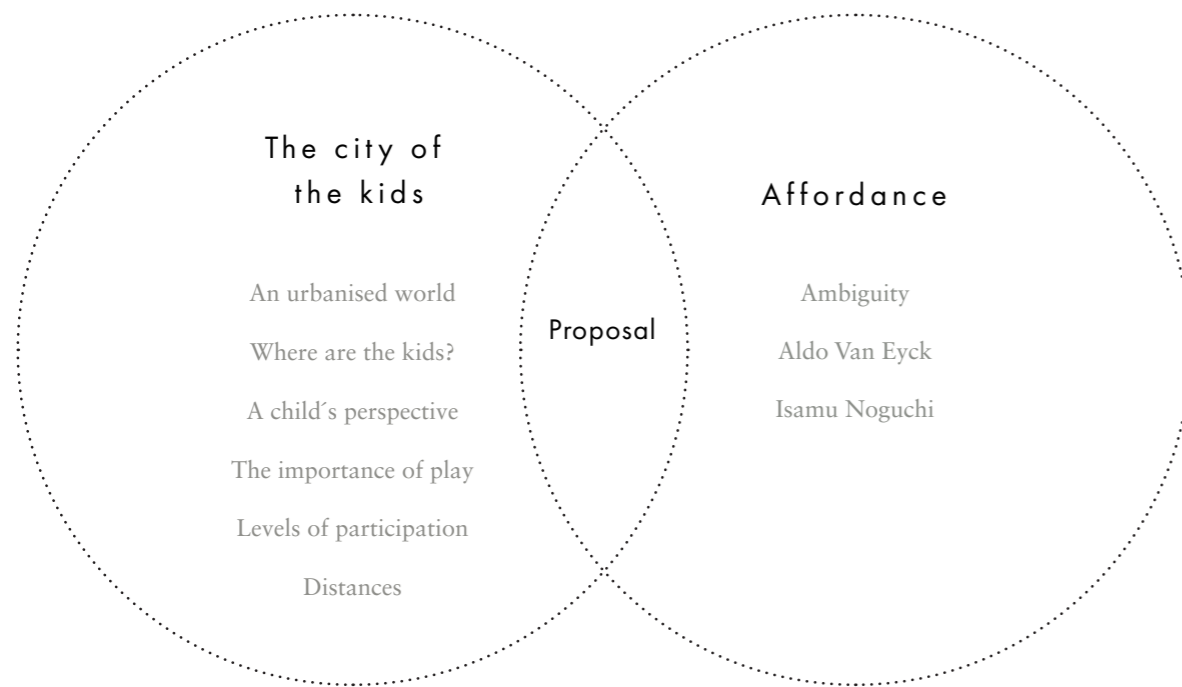 The city of
the kids
An urbanised world
Where are the kids?
A child´s perspective
The importance of play
Levels of participation
Distances
Proposal
Affordance
Ambiguity
Aldo Van Eyck
Isamu Noguchi